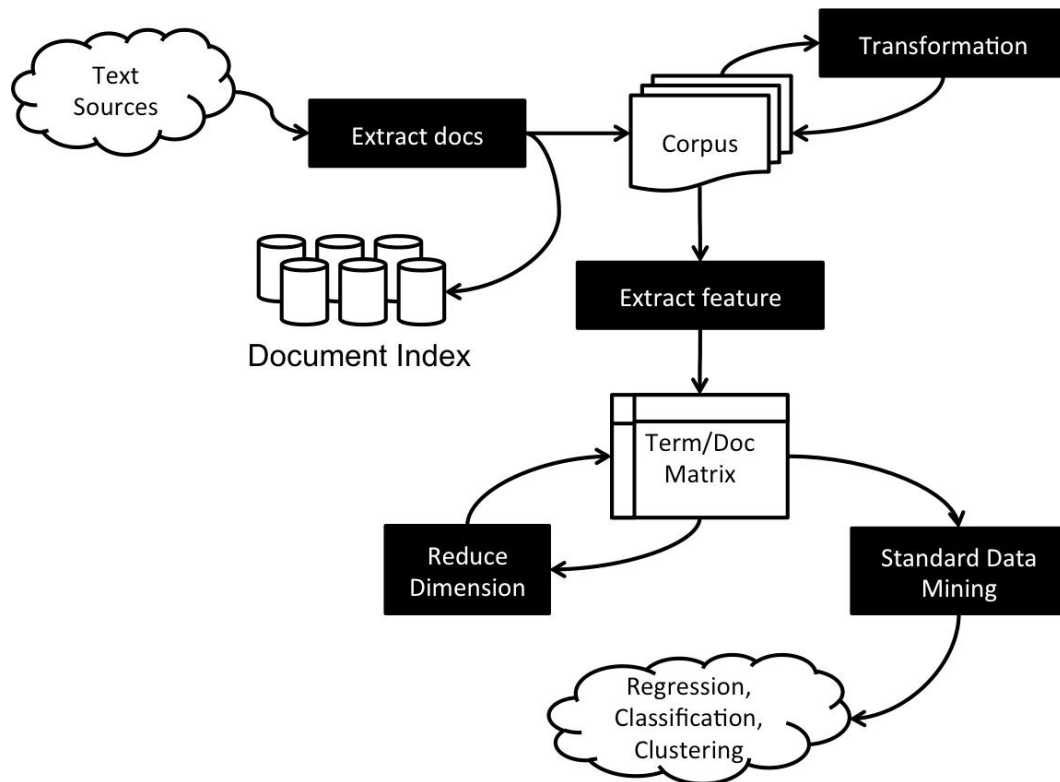 Text
Sources
Extract docs
Corpus
Transformation
Document Index
Extract feature
Term/Doc
Matrix
Reduce
Dimension
Standard Data
Mining
Regression,
Classification,
Clustering